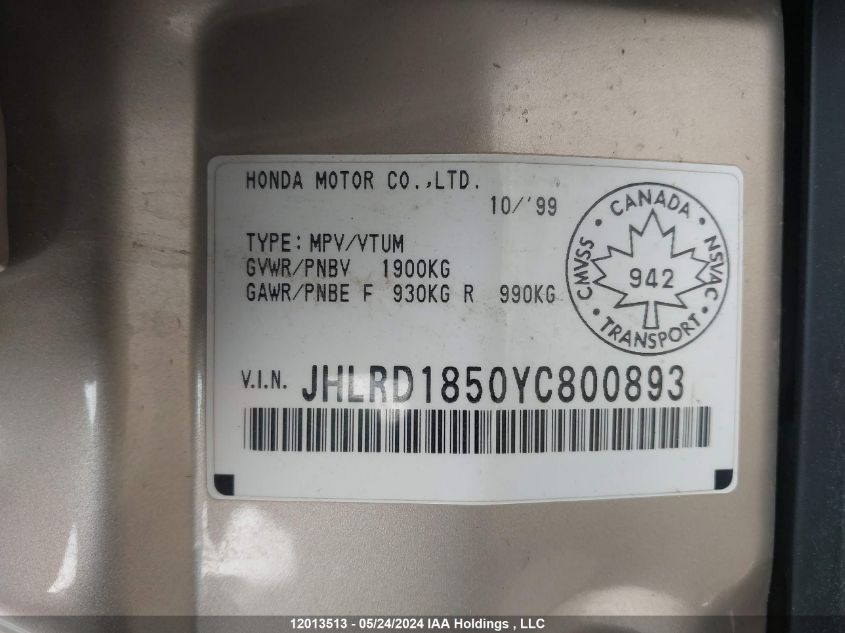 HONDA MOTOR CO.,LTD.
10/'99
TYPE: MPV/VTUM
GVWR/PNBV 1900KG
GAWR/PNBE F 930KG R 990KG
CANADA
CMVSS 942 NSVAC
TRANSPORT
V.I.N. JHLRD1850YC800893
12013513 - 05/24/2024 IAA Holdings , LLC